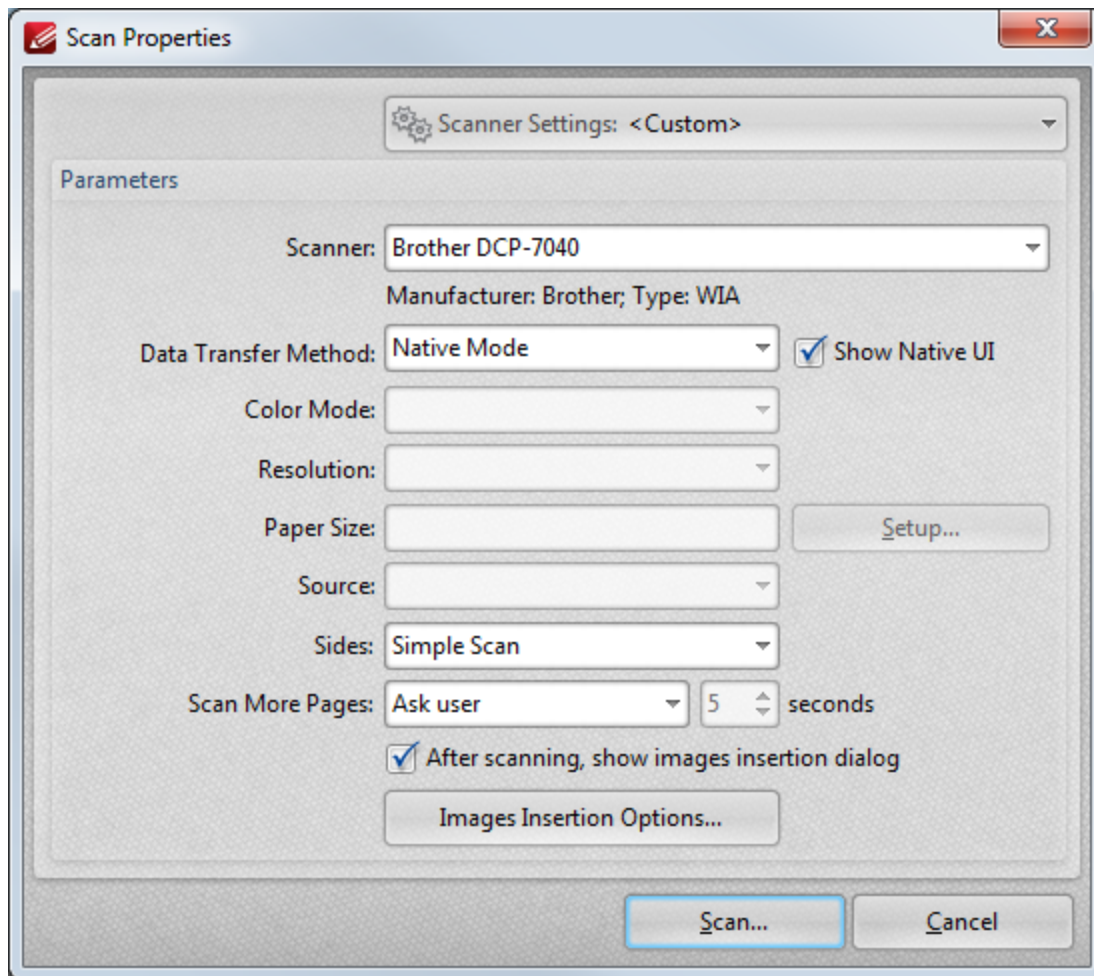 Scan Properties
Scanner Settings: <Custom>
Parameters
Scanner: Brother DCP-7040
Manufacturer: Brother; Type: WIA
Data Transfer Method: Native Mode Show Native UI
Color Mode:
Resolution:
Paper Size: Setup...
Source:
Sides: Simple Scan
Scan More Pages: Ask user 5 seconds
After scanning, show images insertion dialog
Images Insertion Options...
Scan... Cancel